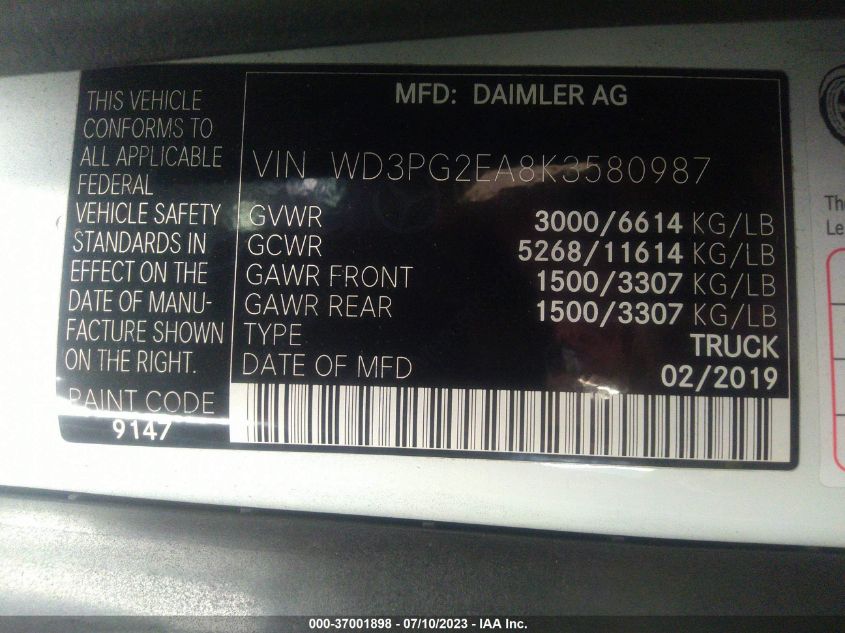 THIS VEHICLE
CONFORMS TO
ALL APPLICABLE
FEDERAL
VEHICLE SAFETY
STANDARDS IN
EFFECT ON THE
DATE OF MANU-
FACTURE SHOWN
ON THE RIGHT.
PAINT CODE
9147
MFD: DAIMLER AG
VIN WD3PG2EA8K3580987
GVWR 3000/6614 KG/LB
GCWR 5268/11614 KG/LB
GAWR FRONT 1500/3307 KG/LB
GAWR REAR 1500/3307 KG/LB
TYPE TRUCK
DATE OF MFD 02/2019
Th
Le
000-37001898 - 07/10/2023 - IAA Inc.